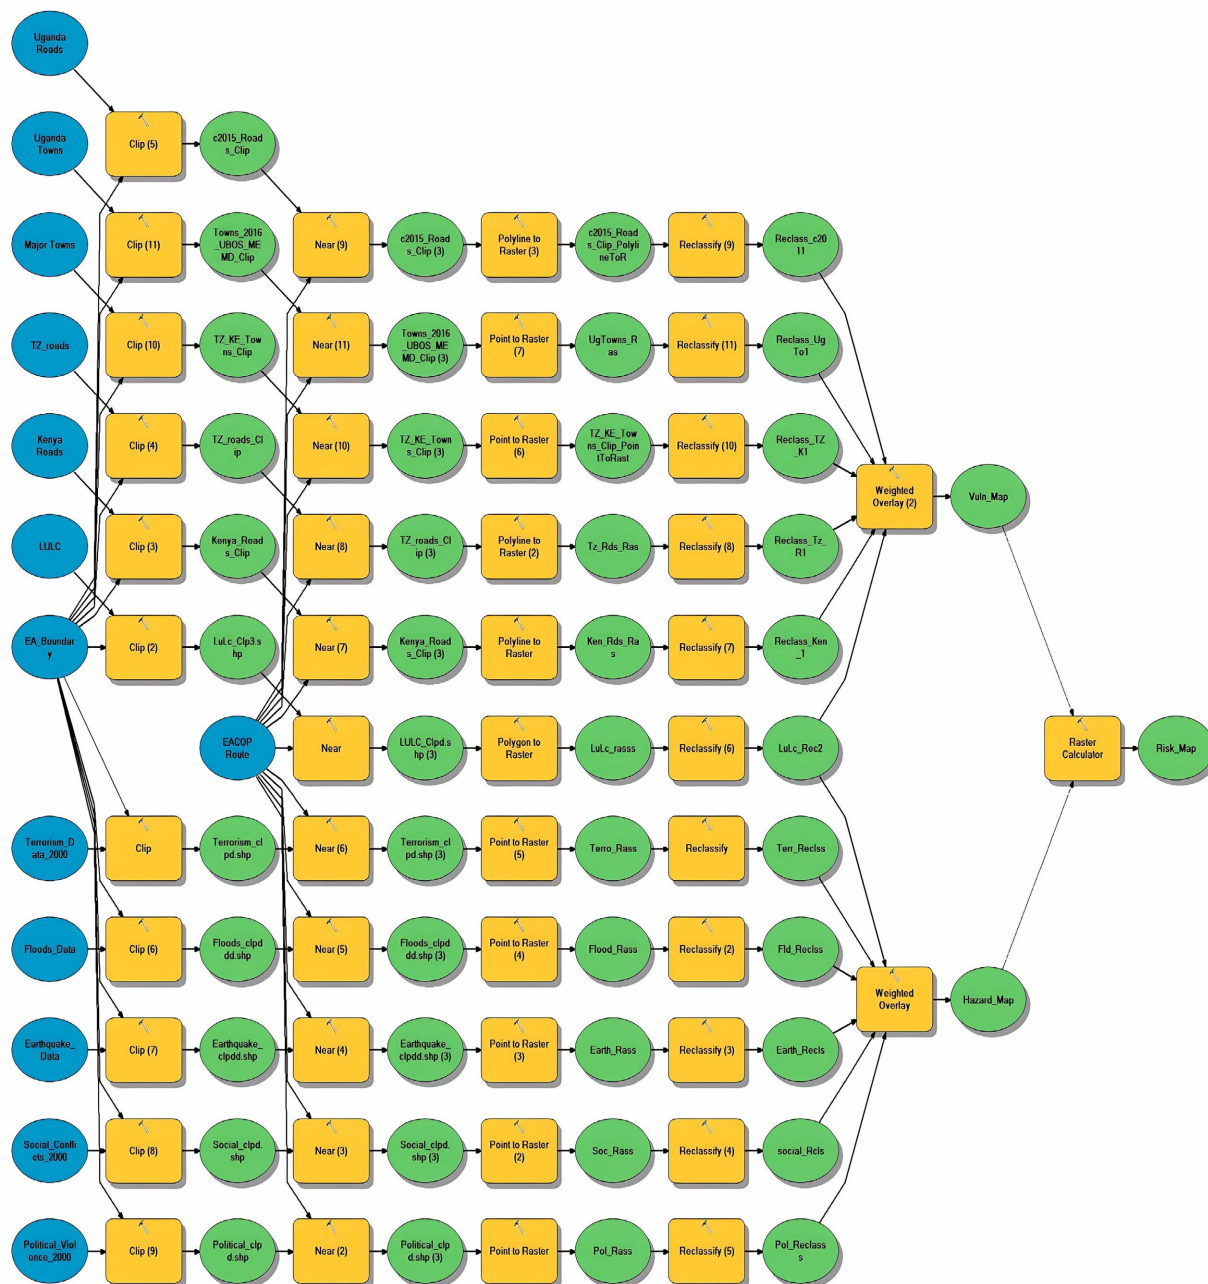 Uganda
Roads
Uganda
Towns
Clip (5)
c2015_Road
s_Clip
Major Towns
Clip (11)
Towns_2016
_UBOS_ME
MD_Clip
Near (9)
c2015_Road
s_Clip (3)
Polyline to
Raster (3)
c2015_Road
s_Clip_Polyli
neToR
Reclassify (9)
Reclass_c20
11
TZ_roads
Clip (10)
TZ_KE_To
wns_Clip
Near (11)
Towns_2016
_UBOS_ME
MD_Clip (3)
Point to Raster
(7)
UgTowns_R
as
Reclassify (11)
Reclass_Ug
To1
Kenya
Roads
Clip (4)
TZ_roads_Cl
ip
Near (10)
TZ_KE_Town
s_Clip (3)
Point to Raster
(6)
TZ_KE_Tow
ns_Clip_Poin
tToRast
Reclassify (10)
Reclass_TZ
_K1
Weighted
Overlay (2)
Vuln_Map
LULC
Clip (3)
Kenya_Road
s_Clip
Near (8)
TZ_roads_Cl
ip (3)
Polyline to
Raster (2)
Tz_Rds_Ras
Reclassify (8)
Reclass_Tz_
R1
EA_Boundar
y
Clip (2)
LuLc_Clp3.s
hp
Near (7)
Kenya_Road
s_Clip (3)
Polyline to
Raster
Ken_Rds_Ra
s
Reclassify (7)
Reclass_Ken
_1
EACOP
Route
Near
LULC_Clpd.s
hp (3)
Polygon to
Raster
LuLc_rasss
Reclassify (6)
LuLc_Rec2
Raster
Calculator
Risk_Map
Terrorism_D
ata_2000
Clip
Terrorism_cl
pd.shp
Near (6)
Terrorism_cl
pd.shp (3)
Point to Raster
(5)
Terro_Rass
Reclassify
Terr_Reclss
Floods_Data
Clip (6)
Floods_clpd
dd.shp
Near (5)
Floods_clpd
dd.shp (3)
Point to Raster
(4)
Flood_Rass
Reclassify (2)
Fld_Reclss
Weighted
Overlay
Hazard_Map
Earthquake_
Data
Clip (7)
Earthquake_
clpdd.shp
Near (4)
Earthquake_
clpdd.shp (3)
Point to Raster
(3)
Earth_Rass
Reclassify (3)
Earth_Recls
Social_Confli
cts_2000
Clip (8)
Social_clpd.
shp
Near (3)
Social_clpd.
shp (3)
Point to Raster
(2)
Soc_Rass
Reclassify (4)
social_Rcls
Political_Viol
ence_2000
Clip (9)
Political_clp
d.shp
Near (2)
Political_clp
d.shp (3)
Point to Raster
Pol_Rass
Reclassify (5)
Pol_Reclass
s